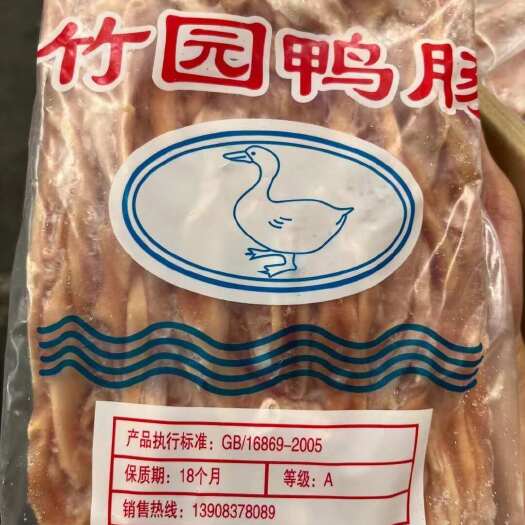 竹园鸭肠
产品执行标准: GB/16869-2005
保质期: 18个月 等级: A
销售热线: 13908378089